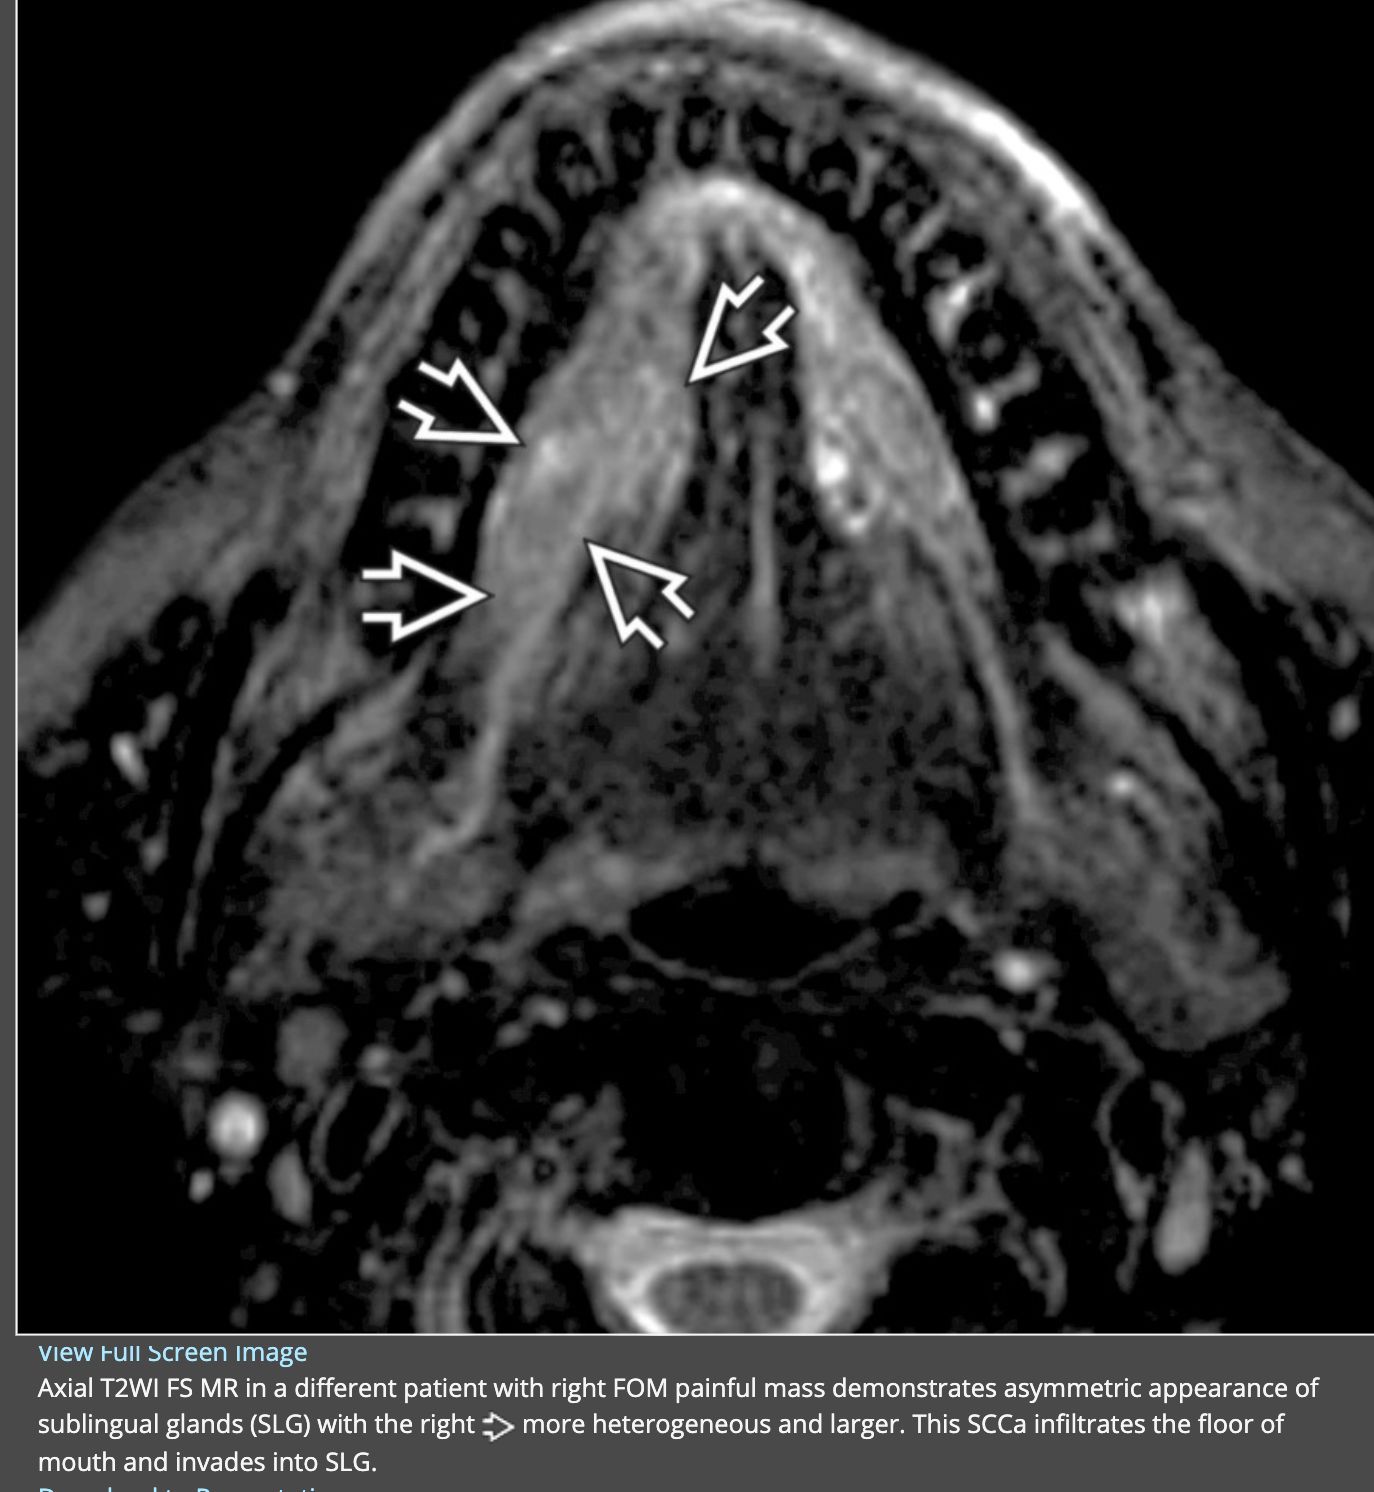 View Full Screen Image
Axial T2WI FS MR in a different patient with right FOM painful mass demonstrates asymmetric appearance of
sublingual glands (SLG) with the right more heterogeneous and larger. This SCCa infiltrates the floor of
mouth and invades into SLG.